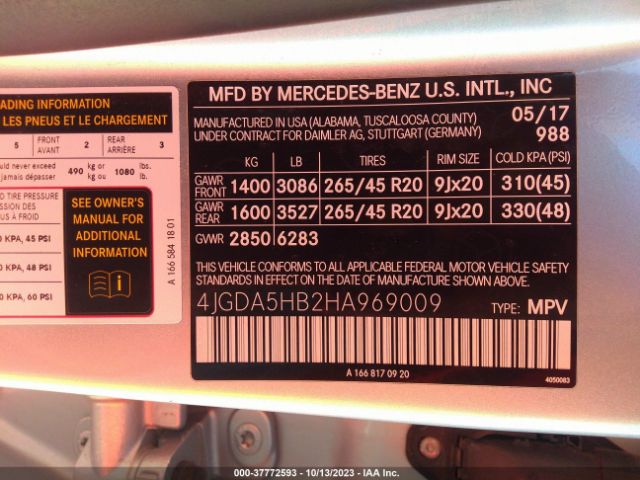 ADING INFORMATION
LES PNEUS ET LE CHARGEMENT
5 FRONT AVANT 2 REAR ARRIÈRE 3
uld never exceed
jamais dépasser 490 kg or kg ou 1080 lbs. lb.
TIRE PRESSURE
S À FROID
KPA, 45 PSI
KPA, 48 PSI
KPA, 60 PSI
SEE OWNER'S
MANUAL FOR
ADDITIONAL
INFORMATION
A 166 584 18 01
MFD BY MERCEDES-BENZ U.S. INTL., INC
MANUFACTURED IN USA (ALABAMA, TUSCALOOSA COUNTY) 05/17
UNDER CONTRACT FOR DAIMLER AG, STUTTGART (GERMANY) 988
KG LB TIRES RIM SIZE COLD KPA (PSI)
GAWR FRONT 1400 3086 265/45 R20 9Jx20 310(45)
GAWR REAR 1600 3527 265/45 R20 9Jx20 330(48)
GVWR 2850 6283
THIS VEHICLE CONFORMS TO ALL APPLICABLE FEDERAL MOTOR VEHICLE SAFETY
STANDARDS IN EFFECT ON THE DATE OF MANUFACTURE SHOWN ABOVE.
4JGDA5HB2HA969009 TYPE: MPV
A 166 817 09 20
4050083
000-37772593 - 10/13/2023 - IAA Inc.